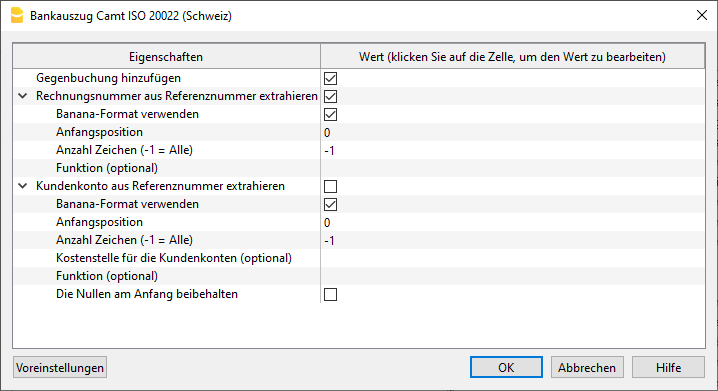 Bankauszug Camt ISO 20022 (Schweiz)
Eigenschaften Wert (klicken Sie auf die Zelle, um den Wert zu bearbeiten)
Gegenbuchung hinzufügen
Rechnungsnummer aus Referenznummer extrahieren
Banana-Format verwenden
Anfangsposition 0
Anzahl Zeichen (-1 = Alle) -1
Funktion (optional)
Kundenkonto aus Referenznummer extrahieren
Banana-Format verwenden
Anfangsposition 0
Anzahl Zeichen (-1 = Alle) -1
Kostenstelle für die Kundenkonten (optional)
Funktion (optional)
Die Nullen am Anfang beibehalten
Voreinstellungen OK Abbrechen Hilfe